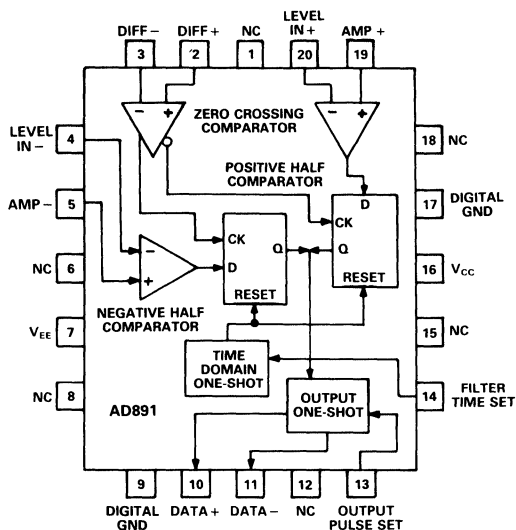 DIFF - DIFF + NC LEVEL IN + AMP +
3 2 1 20 19
- + - +
ZERO CROSSING COMPARATOR
LEVEL IN - 4
18 NC
POSITIVE HALF COMPARATOR
D
CK
Q
RESET
AMP - 5
17 DIGITAL GND
CK
D
Q
RESET
-
+
NEGATIVE HALF COMPARATOR
NC 6
16 VCC
VEE 7
15 NC
TIME DOMAIN ONE-SHOT
NC 8
14 FILTER TIME SET
AD891
OUTPUT ONE-SHOT
9 10 11 12 13
DIGITAL GND DATA + DATA - NC OUTPUT PULSE SET